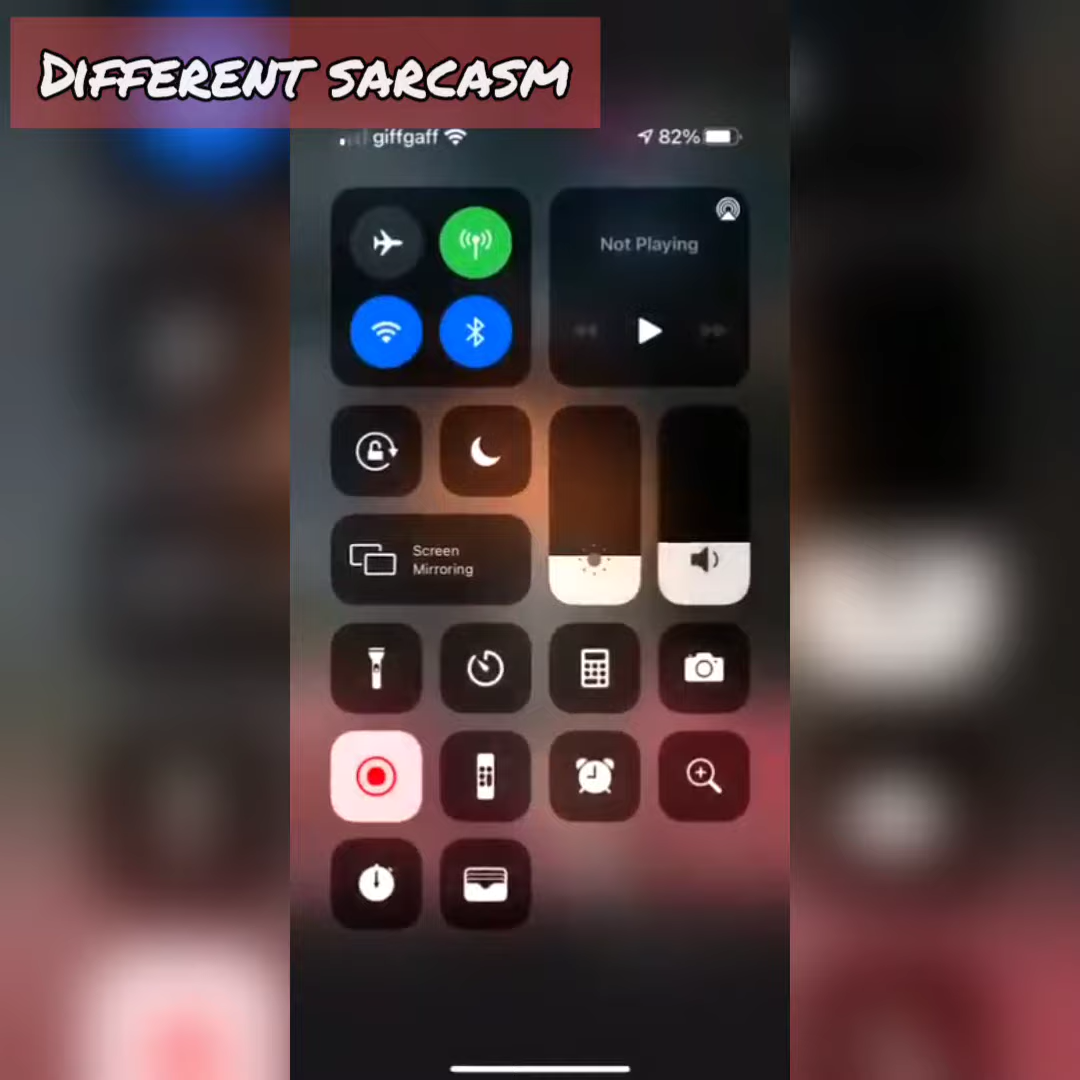 Different sarcasm
giffgaff 82%
Not Playing
Screen
Mirroring